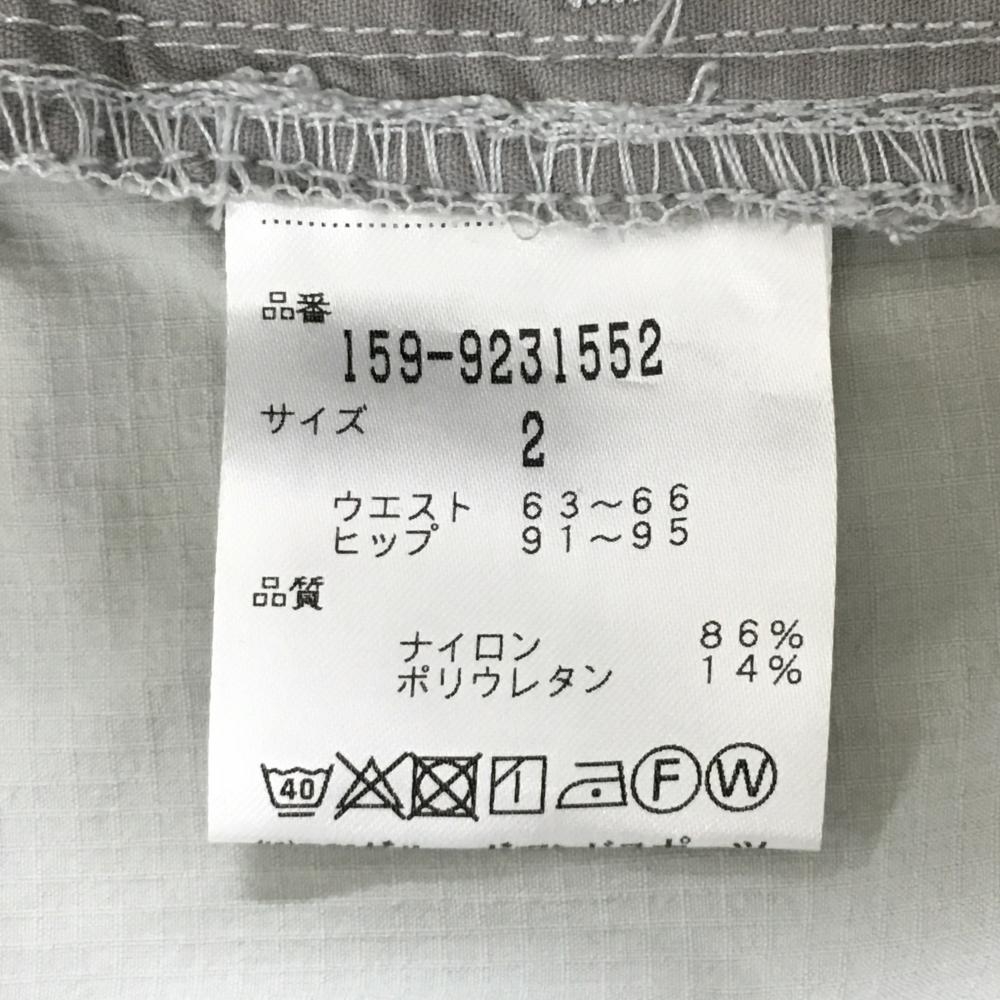 品番
159-9231552
サイズ
2
ウエスト 63~66
ヒップ 91~95
品質
ナイロン 86%
ポリウレタン 14%
40 F W